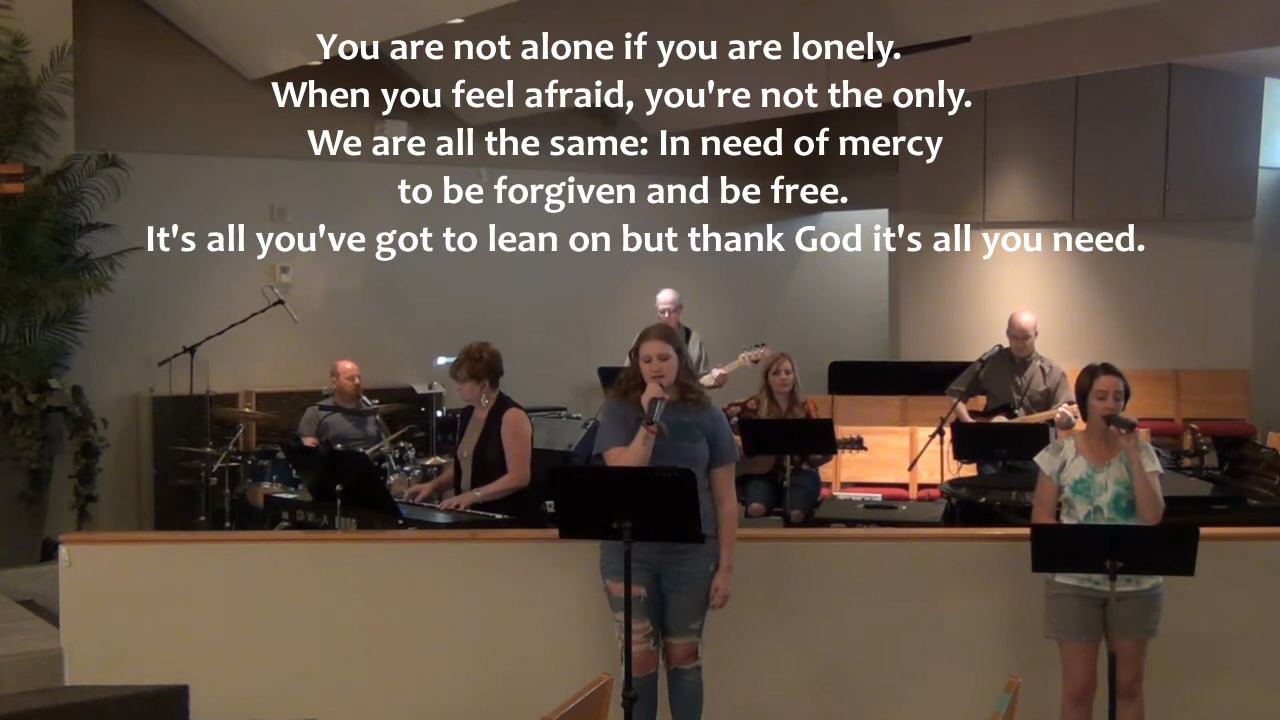 You are not alone if you are lonely.
When you feel afraid, you're not the only.
We are all the same: In need of mercy
to be forgiven and be free.
It's all you've got to lean on but thank God it's all you need.
KORG